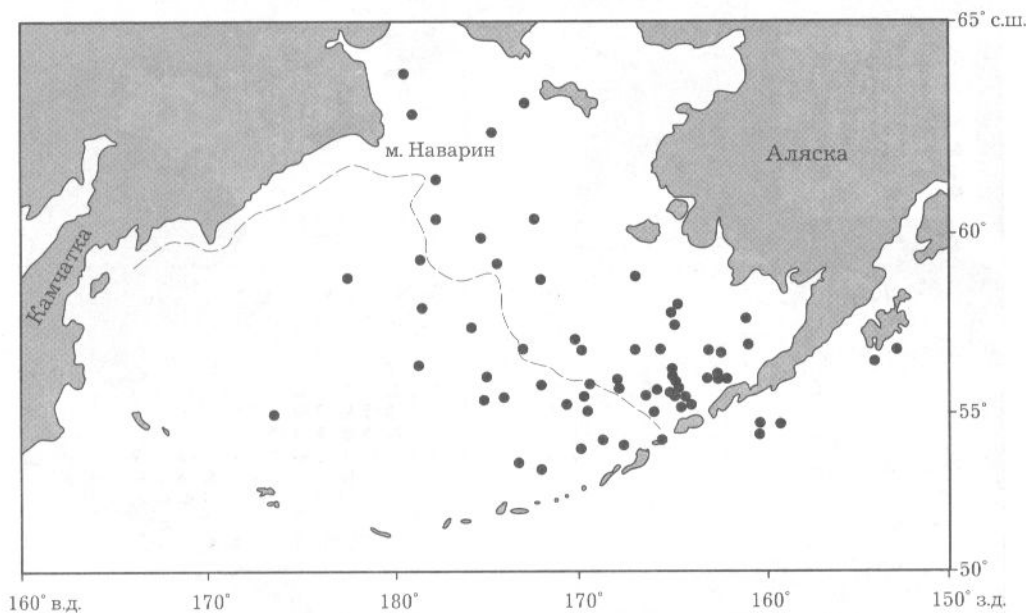 65° с.ш.
м. Наварин
Аляска
Камчатка
60°
55°
50°
160° в.д.
170°
180°
170°
160°
150° з.д.